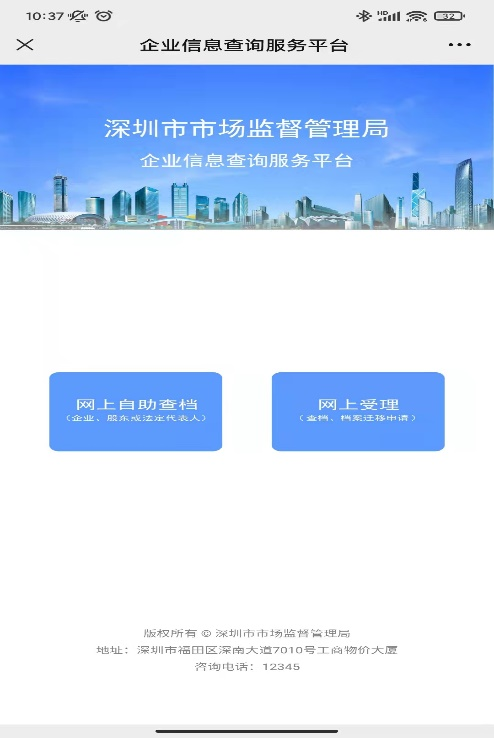 10:37
HD
32
企业信息查询服务平台
深圳市市场监督管理局
企业信息查询服务平台
网上自助查档
（企业、股东或法定代表人）
网上受理
（查档、档案迁移申请）
版权所有 © 深圳市市场监督管理局
地址：深圳市福田区深南大道7010号工商物价大厦
咨询电话：12345